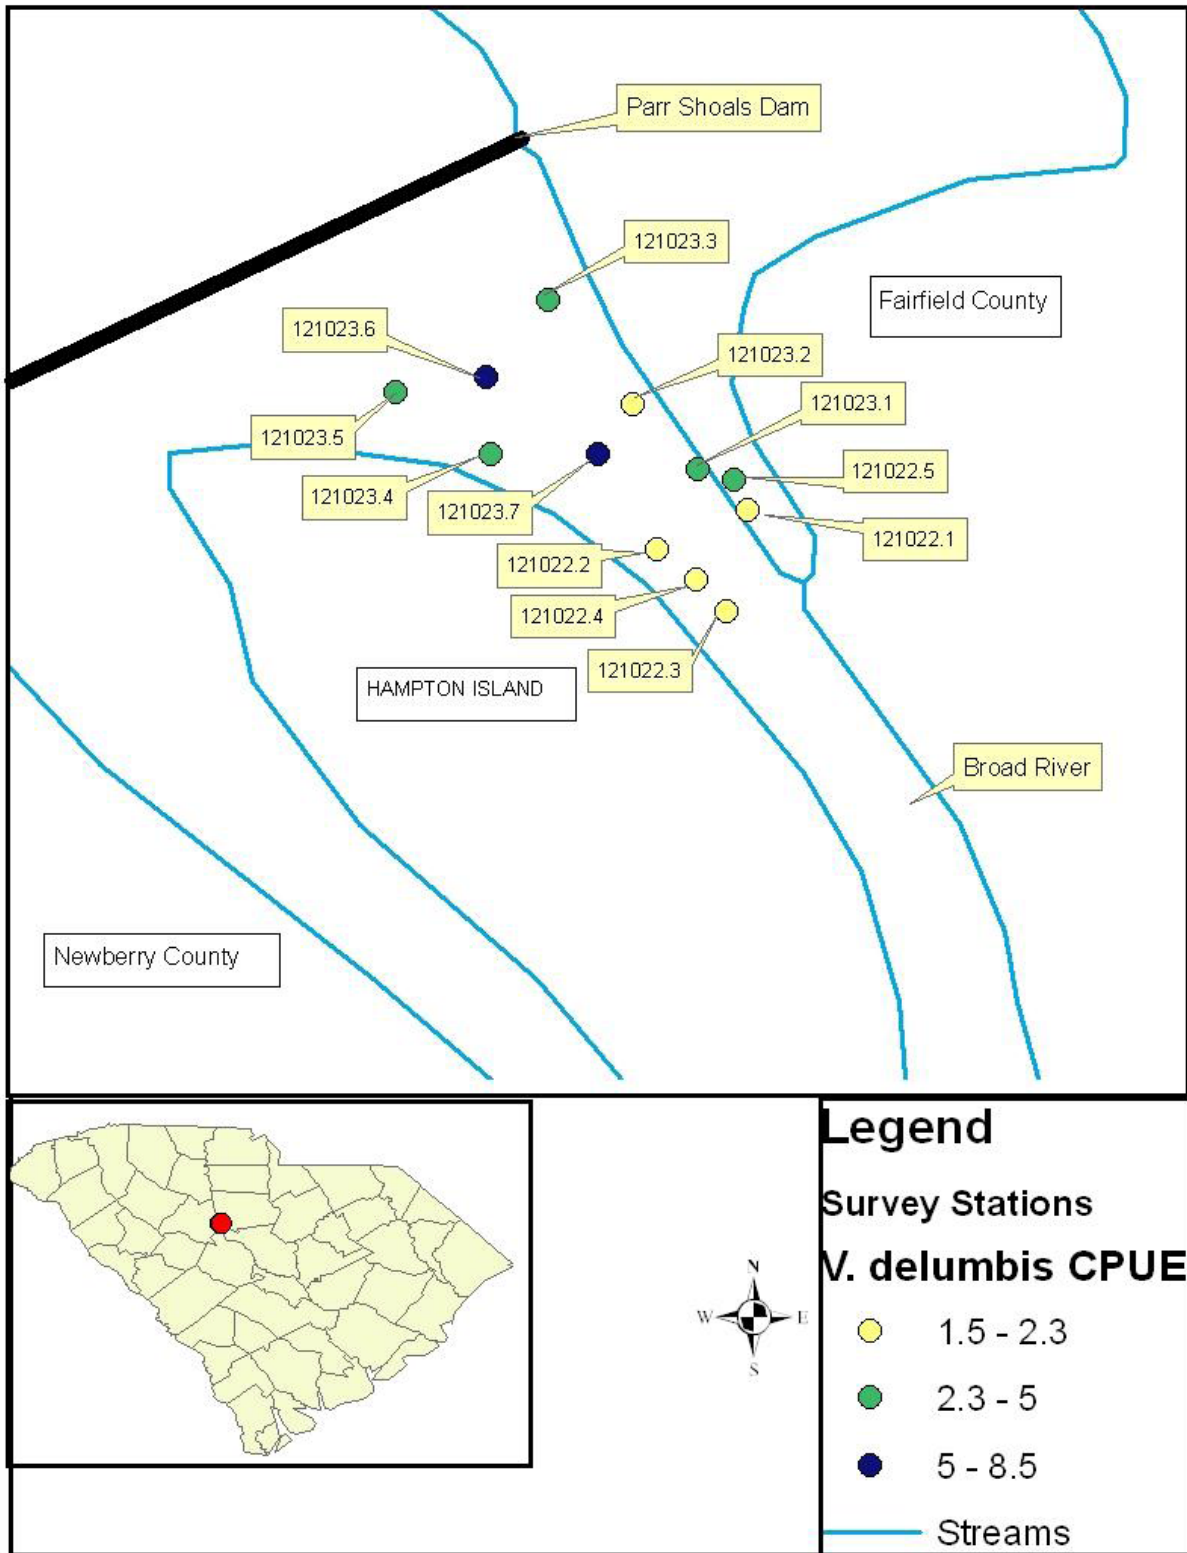 Parr Shoals Dam
121023.3
Fairfield County
121023.6
121023.2
121023.1
121023.5
121022.5
121023.4
121023.7
121022.1
121022.2
121022.4
121022.3
HAMPTON ISLAND
Broad River
Newberry County
Legend
Survey Stations
V. delumbis CPUE
N
W
E
S
1.5 - 2.3
2.3 - 5
5 - 8.5
Streams